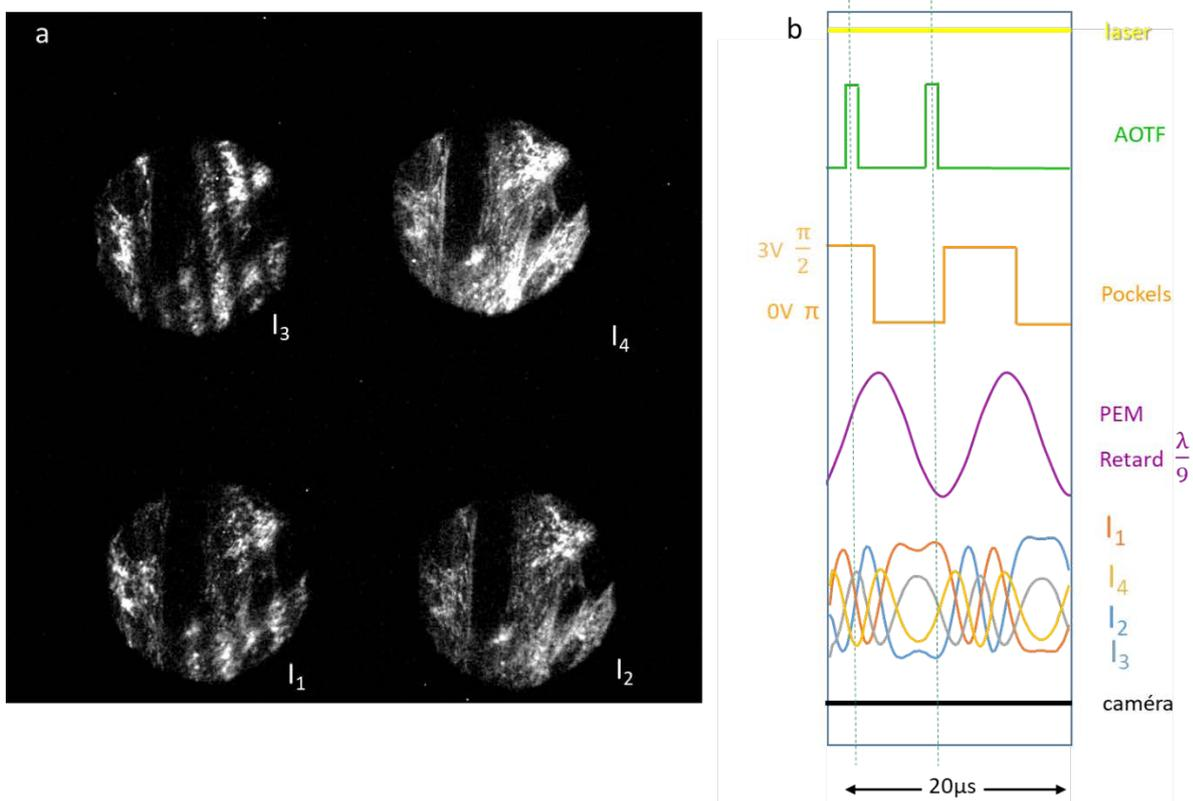 a
I3
I4
I1
I2
b
laser
AOTF
3V π/2
0V π
Pockels
PEM
Retard λ/9
I1
I4
I2
I3
caméra
20µs